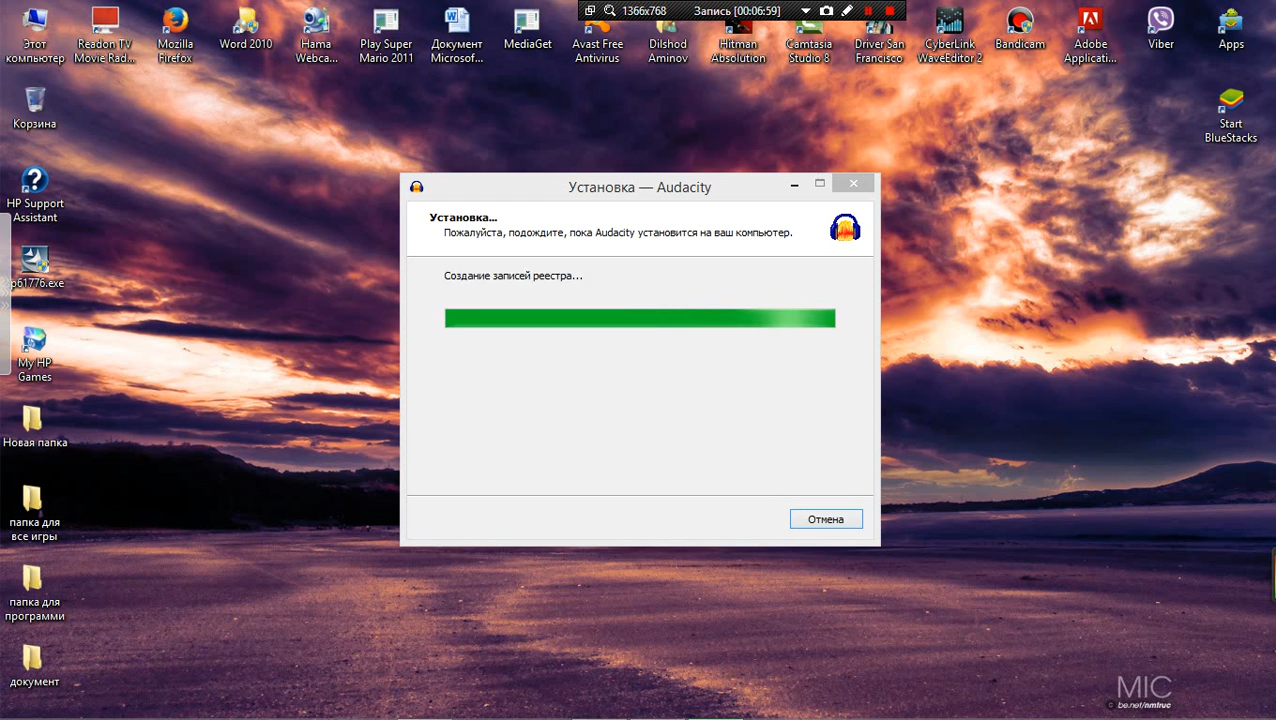 1366x768 Запись [00:06:59]
Этот
компьютер
Readon TV
Movie Rad...
Mozilla
Firefox
Word 2010
Hama
Webca...
Play Super
Mario 2011
Документ
Microsof...
MediaGet
Avast Free
Antivirus
Dilshod
Aminov
Hitman
Absolution
Camtasia
Studio 8
Driver San
Francisco
CyberLink
WaveEditor 2
Bandicam
Adobe
Applicati...
Viber
Apps
Корзина
Start
BlueStacks
HP Support
Assistant
p61776.exe
My HP
Games
Новая папка
папка для
все игры
папка для
программи
документ
Установка — Audacity
Установка...
Пожалуйста, подождите, пока Audacity установится на ваш компьютер.
Создание записей реестра...
Отмена
MIC
be.net/nmiruc